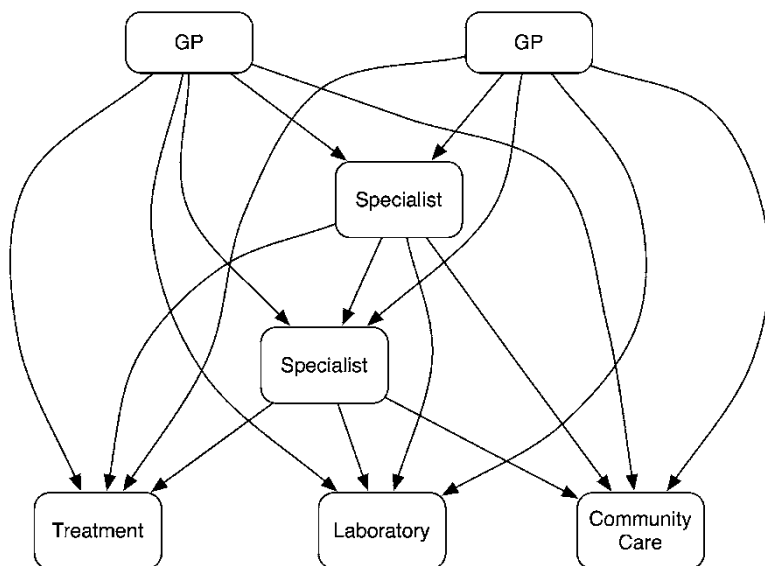 GP
GP
Specialist
Specialist
Treatment
Laboratory
Community
Care